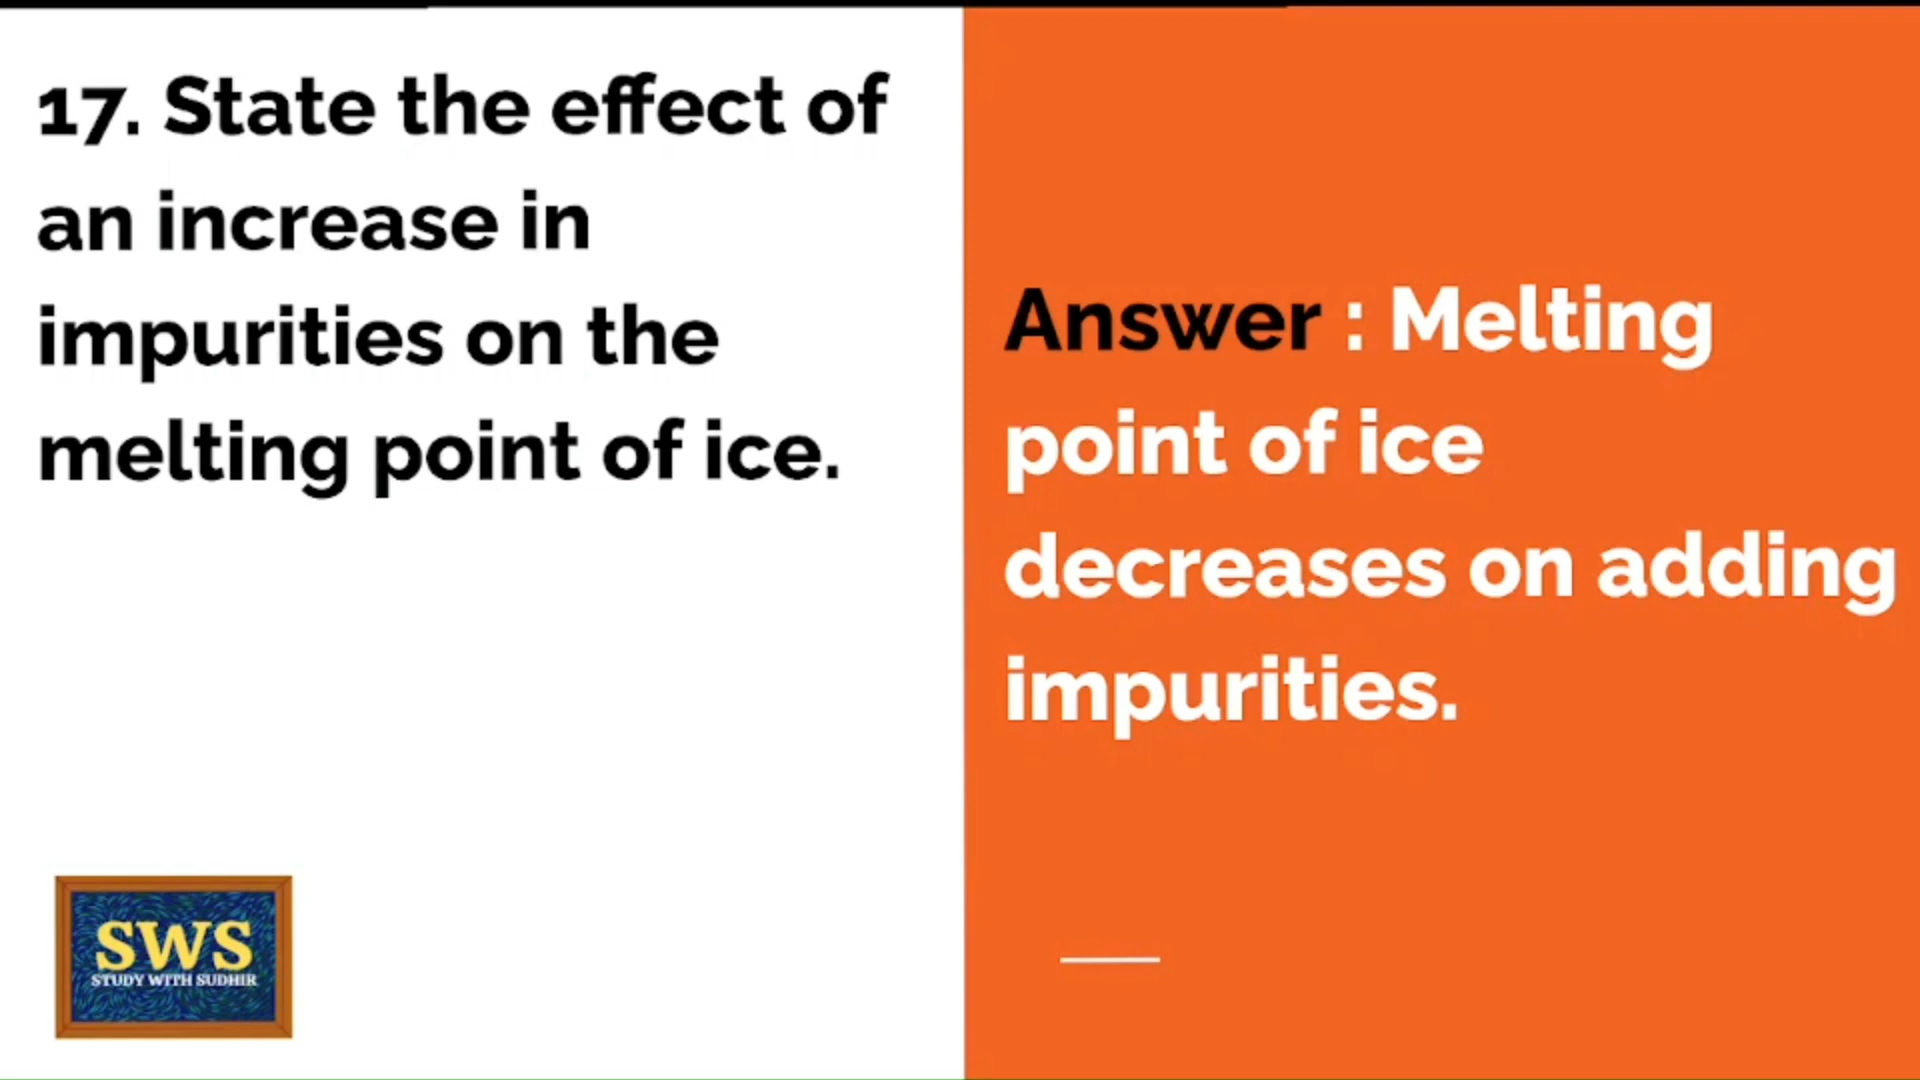 17. State the effect of
an increase in
impurities on the
melting point of ice.
Answer : Melting
point of ice
decreases on adding
impurities.
SWS
STUDY WITH SUDHIR